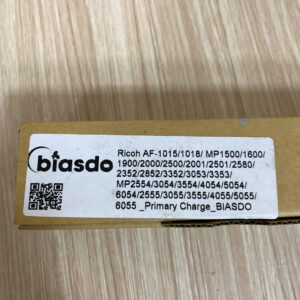 biasdo
Ricoh AF-1015/1018/ MP1500/1600/
1900/2000/2500/2001/2501/2580/
2352/2852/3352/3053/3353/
MP2554/3054/3554/4054/5054/
6054/2555/3055/3555/4055/5055/
6055 _Primary Charge_BIASDO